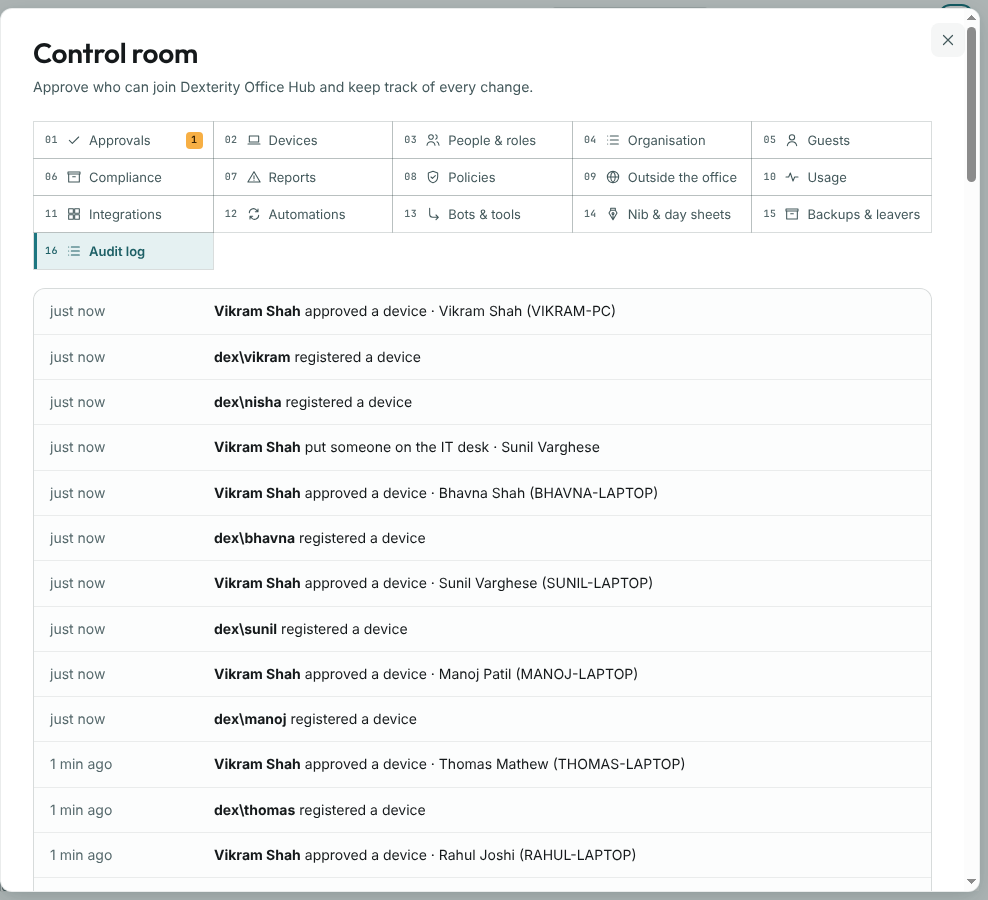 Control room
Approve who can join Dexterity Office Hub and keep track of every change.
01 Approvals 1 02 Devices 03 People & roles 04 Organisation 05 Guests
06 Compliance 07 Reports 08 Policies 09 Outside the office 10 Usage
11 Integrations 12 Automations 13 Bots & tools 14 Nib & day sheets 15 Backups & leavers
16 Audit log
just now Vikram Shah approved a device · Vikram Shah (VIKRAM-PC)
just now dex\vikram registered a device
just now dex\nisha registered a device
just now Vikram Shah put someone on the IT desk · Sunil Varghese
just now Vikram Shah approved a device · Bhavna Shah (BHAVNA-LAPTOP)
just now dex\bhavna registered a device
just now Vikram Shah approved a device · Sunil Varghese (SUNIL-LAPTOP)
just now dex\sunil registered a device
just now Vikram Shah approved a device · Manoj Patil (MANOJ-LAPTOP)
just now dex\manoj registered a device
1 min ago Vikram Shah approved a device · Thomas Mathew (THOMAS-LAPTOP)
1 min ago dex\thomas registered a device
1 min ago Vikram Shah approved a device · Rahul Joshi (RAHUL-LAPTOP)